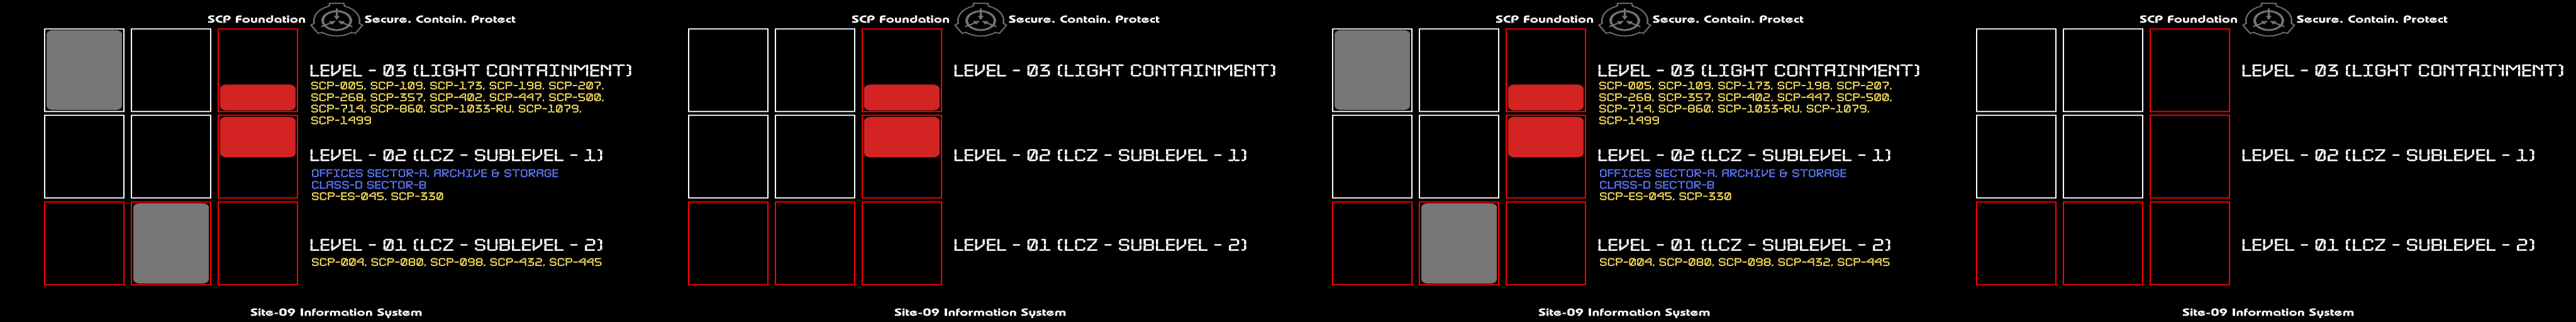 SCP Foundation Secure. Contain. Protect
LEVEL - 03 (LIGHT CONTAINMENT)
SCP-005, SCP-109, SCP-173, SCP-198, SCP-207,
SCP-268, SCP-357, SCP-402, SCP-447, SCP-500,
SCP-714, SCP-860, SCP-1033-RU, SCP-1079,
SCP-1499
LEVEL - 02 (LCZ - SUBLEVEL - 1)
OFFICES SECTOR-A, ARCHIVE & STORAGE
CLASS-D SECTOR-B
SCP-ES-045, SCP-330
LEVEL - 01 (LCZ - SUBLEVEL - 2)
SCP-004, SCP-080, SCP-098, SCP-432, SCP-445
Site-09 Information System
SCP Foundation Secure. Contain. Protect
LEVEL - 03 (LIGHT CONTAINMENT)
LEVEL - 02 (LCZ - SUBLEVEL - 1)
LEVEL - 01 (LCZ - SUBLEVEL - 2)
Site-09 Information System
SCP Foundation Secure. Contain. Protect
LEVEL - 03 (LIGHT CONTAINMENT)
SCP-005, SCP-109, SCP-173, SCP-198, SCP-207,
SCP-268, SCP-357, SCP-402, SCP-447, SCP-500,
SCP-714, SCP-860, SCP-1033-RU, SCP-1079,
SCP-1499
LEVEL - 02 (LCZ - SUBLEVEL - 1)
OFFICES SECTOR-A, ARCHIVE & STORAGE
CLASS-D SECTOR-B
SCP-ES-045, SCP-330
LEVEL - 01 (LCZ - SUBLEVEL - 2)
SCP-004, SCP-080, SCP-098, SCP-432, SCP-445
Site-09 Information System
SCP Foundation Secure. Contain. Protect
LEVEL - 03 (LIGHT CONTAINMENT)
LEVEL - 02 (LCZ - SUBLEVEL - 1)
LEVEL - 01 (LCZ - SUBLEVEL - 2)
Site-09 Information System